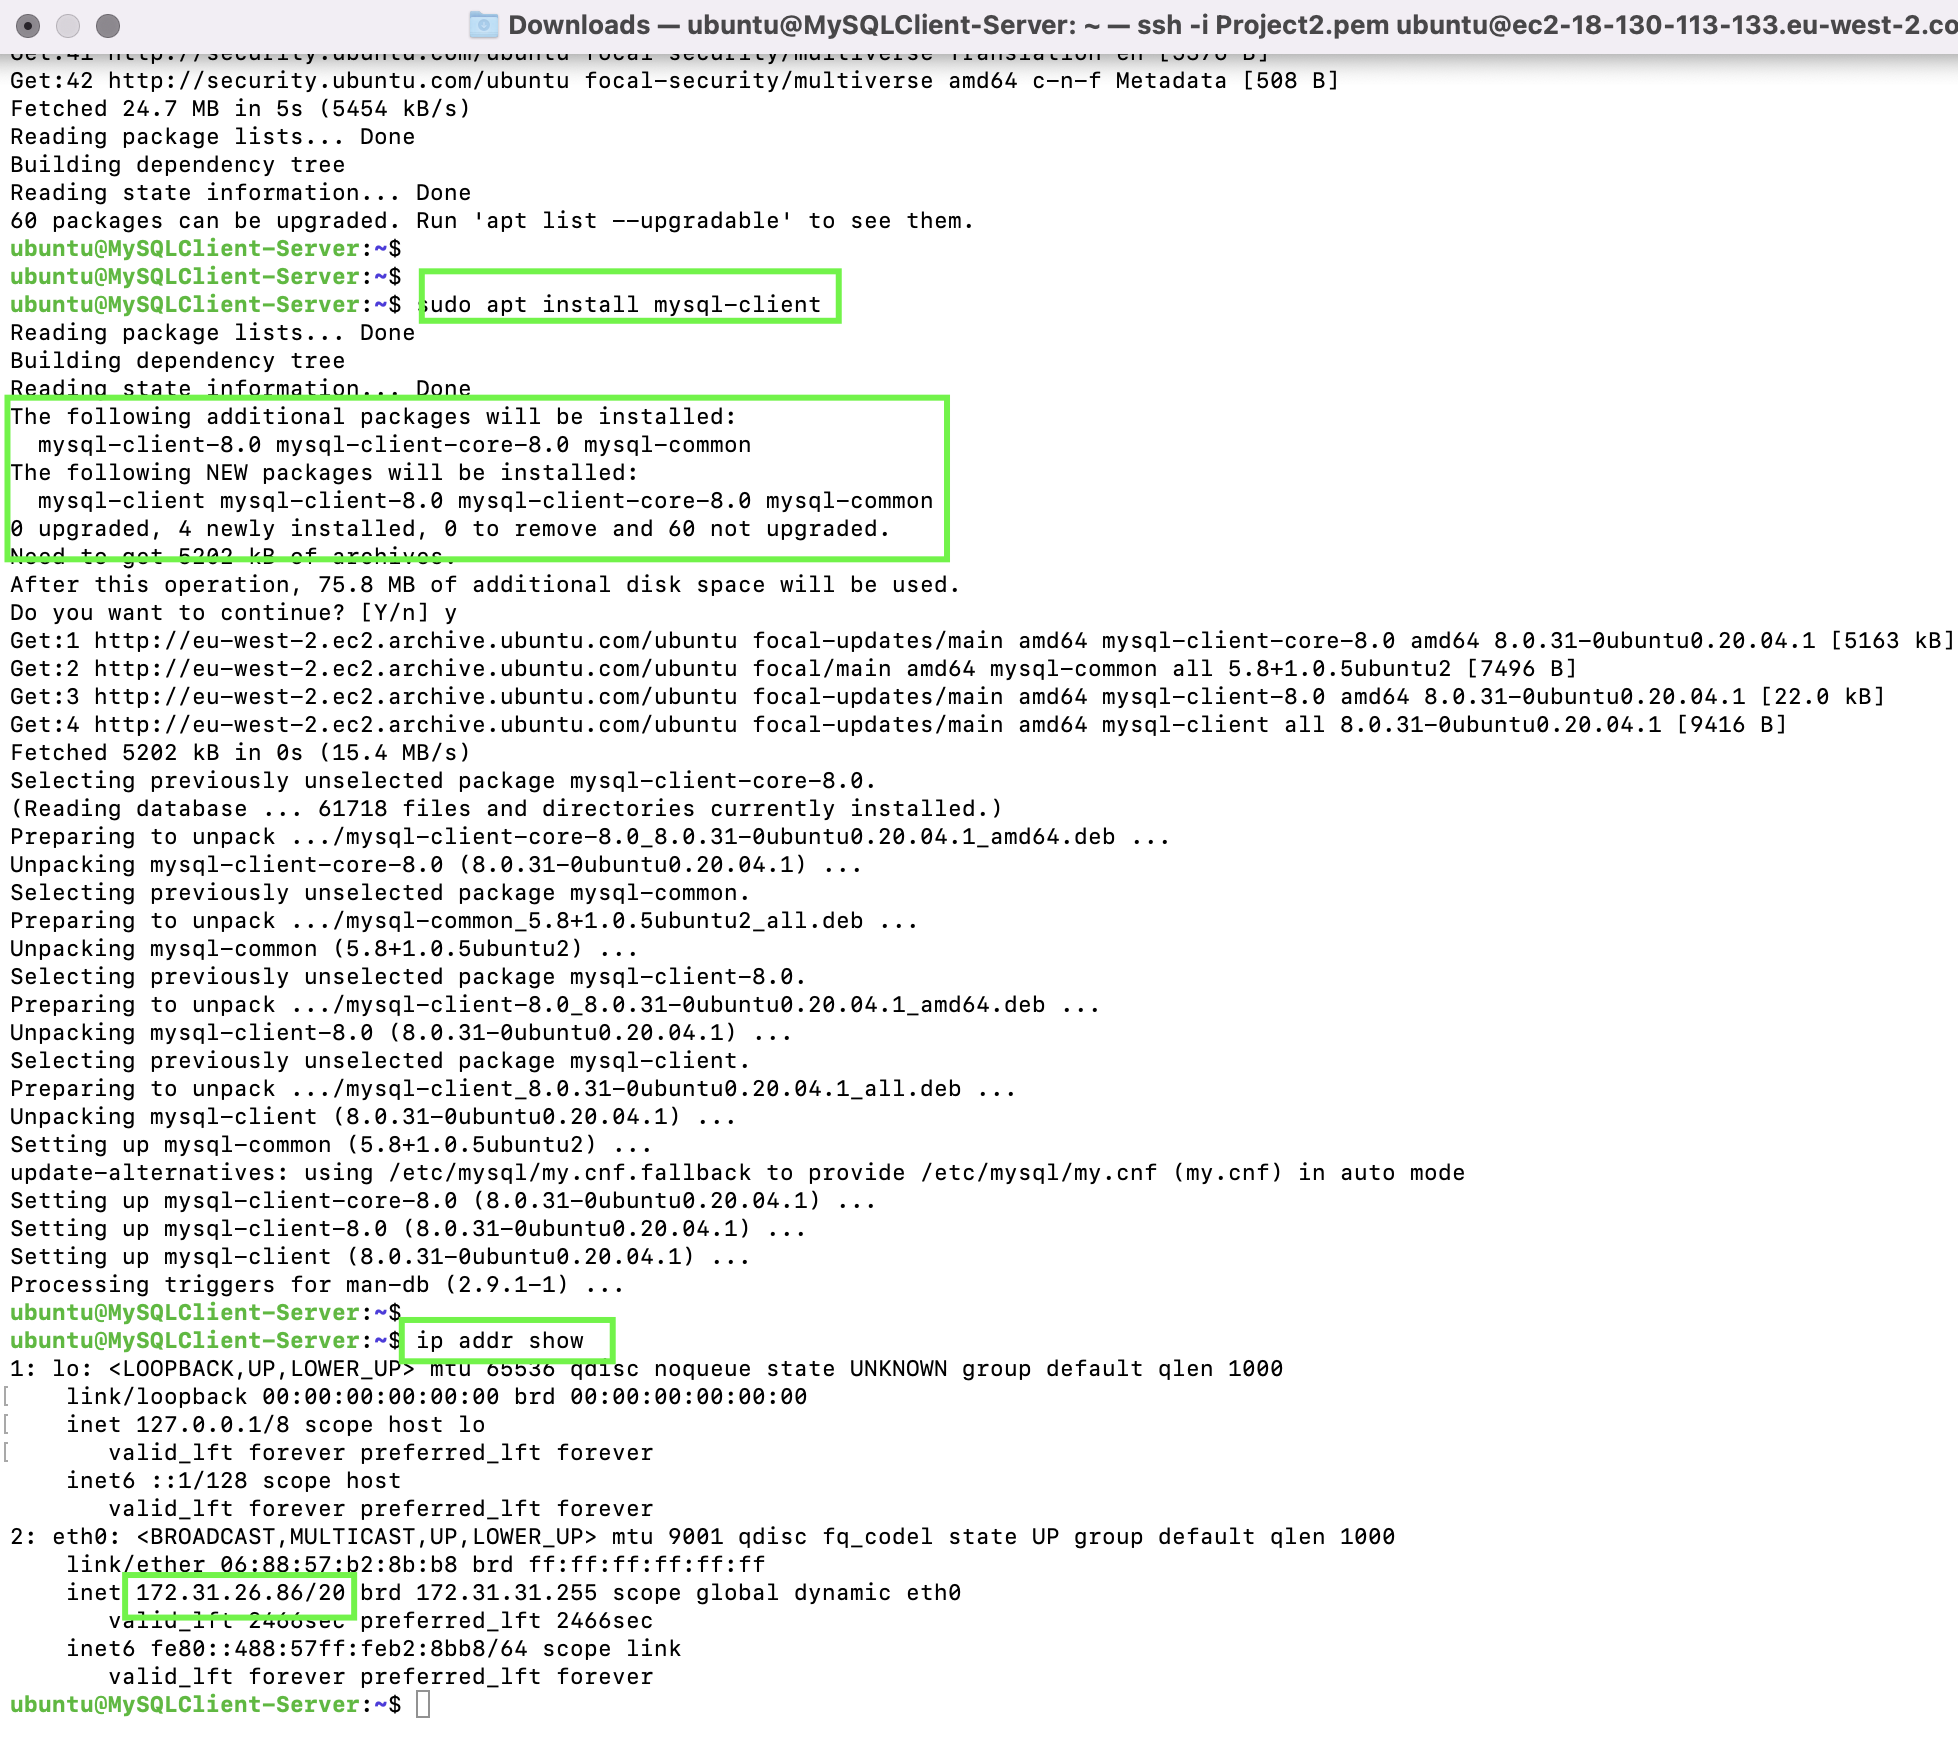 Downloads — ubuntu@MySQLClient-Server: ~ — ssh -i Project2.pem ubuntu@ec2-18-130-113-133.eu-west-2.co
Get:41 http://security.ubuntu.com/ubuntu focal-security/multiverse Translation-en [5376 B]
Get:42 http://security.ubuntu.com/ubuntu focal-security/multiverse amd64 c-n-f Metadata [508 B]
Fetched 24.7 MB in 5s (5454 kB/s)
Reading package lists... Done
Building dependency tree
Reading state information... Done
60 packages can be upgraded. Run 'apt list --upgradable' to see them.
ubuntu@MySQLClient-Server:~$
ubuntu@MySQLClient-Server:~$
ubuntu@MySQLClient-Server:~$ sudo apt install mysql-client
Reading package lists... Done
Building dependency tree
Reading state information... Done
The following additional packages will be installed:
  mysql-client-8.0 mysql-client-core-8.0 mysql-common
The following NEW packages will be installed:
  mysql-client mysql-client-8.0 mysql-client-core-8.0 mysql-common
0 upgraded, 4 newly installed, 0 to remove and 60 not upgraded.
Need to get 5202 kB of archives.
After this operation, 75.8 MB of additional disk space will be used.
Do you want to continue? [Y/n] y
Get:1 http://eu-west-2.ec2.archive.ubuntu.com/ubuntu focal-updates/main amd64 mysql-client-core-8.0 amd64 8.0.31-0ubuntu0.20.04.1 [5163 kB]
Get:2 http://eu-west-2.ec2.archive.ubuntu.com/ubuntu focal/main amd64 mysql-common all 5.8+1.0.5ubuntu2 [7496 B]
Get:3 http://eu-west-2.ec2.archive.ubuntu.com/ubuntu focal-updates/main amd64 mysql-client-8.0 amd64 8.0.31-0ubuntu0.20.04.1 [22.0 kB]
Get:4 http://eu-west-2.ec2.archive.ubuntu.com/ubuntu focal-updates/main amd64 mysql-client all 8.0.31-0ubuntu0.20.04.1 [9416 B]
Fetched 5202 kB in 0s (15.4 MB/s)
Selecting previously unselected package mysql-client-core-8.0.
(Reading database ... 61718 files and directories currently installed.)
Preparing to unpack .../mysql-client-core-8.0_8.0.31-0ubuntu0.20.04.1_amd64.deb ...
Unpacking mysql-client-core-8.0 (8.0.31-0ubuntu0.20.04.1) ...
Selecting previously unselected package mysql-common.
Preparing to unpack .../mysql-common_5.8+1.0.5ubuntu2_all.deb ...
Unpacking mysql-common (5.8+1.0.5ubuntu2) ...
Selecting previously unselected package mysql-client-8.0.
Preparing to unpack .../mysql-client-8.0_8.0.31-0ubuntu0.20.04.1_amd64.deb ...
Unpacking mysql-client-8.0 (8.0.31-0ubuntu0.20.04.1) ...
Selecting previously unselected package mysql-client.
Preparing to unpack .../mysql-client_8.0.31-0ubuntu0.20.04.1_all.deb ...
Unpacking mysql-client (8.0.31-0ubuntu0.20.04.1) ...
Setting up mysql-common (5.8+1.0.5ubuntu2) ...
update-alternatives: using /etc/mysql/my.cnf.fallback to provide /etc/mysql/my.cnf (my.cnf) in auto mode
Setting up mysql-client-core-8.0 (8.0.31-0ubuntu0.20.04.1) ...
Setting up mysql-client-8.0 (8.0.31-0ubuntu0.20.04.1) ...
Setting up mysql-client (8.0.31-0ubuntu0.20.04.1) ...
Processing triggers for man-db (2.9.1-1) ...
ubuntu@MySQLClient-Server:~$
ubuntu@MySQLClient-Server:~$ ip addr show
1: lo: <LOOPBACK,UP,LOWER_UP> mtu 65536 qdisc noqueue state UNKNOWN group default qlen 1000
[    link/loopback 00:00:00:00:00:00 brd 00:00:00:00:00:00
[    inet 127.0.0.1/8 scope host lo
[       valid_lft forever preferred_lft forever
    inet6 ::1/128 scope host
       valid_lft forever preferred_lft forever
2: eth0: <BROADCAST,MULTICAST,UP,LOWER_UP> mtu 9001 qdisc fq_codel state UP group default qlen 1000
    link/ether 06:88:57:b2:8b:b8 brd ff:ff:ff:ff:ff:ff
    inet 172.31.26.86/20 brd 172.31.31.255 scope global dynamic eth0
       valid_lft 2466sec preferred_lft 2466sec
    inet6 fe80::488:57ff:feb2:8bb8/64 scope link
       valid_lft forever preferred_lft forever
ubuntu@MySQLClient-Server:~$